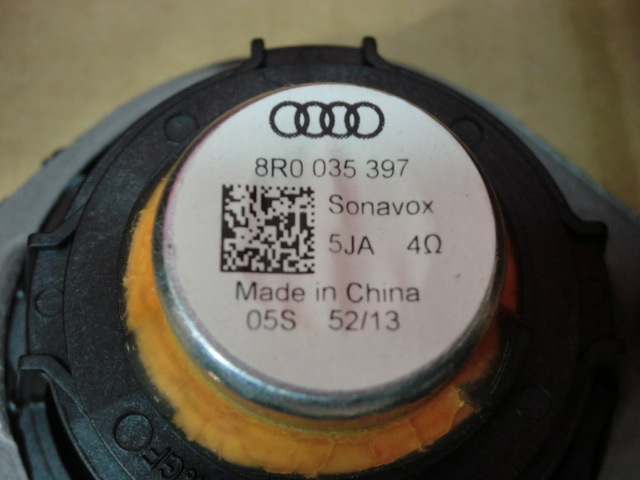 8R0 035 397
Sonavox
5JA 4Ω
Made in China
05S 52/13